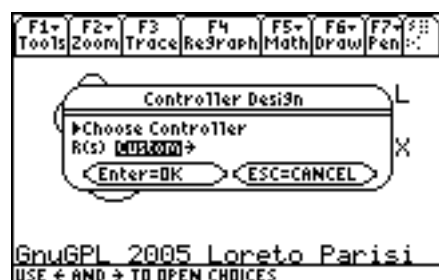 F1 Tools F2 Zoom F3 Trace F4 ReGraph F5 Math F6 Draw F7 Pen
Controller Design
Choose Controller
R(s) Custom→
Enter=OK ESC=CANCEL
L
X
GnuGPL 2005 Loreto Parisi
USE ← AND → TO OPEN CHOICES